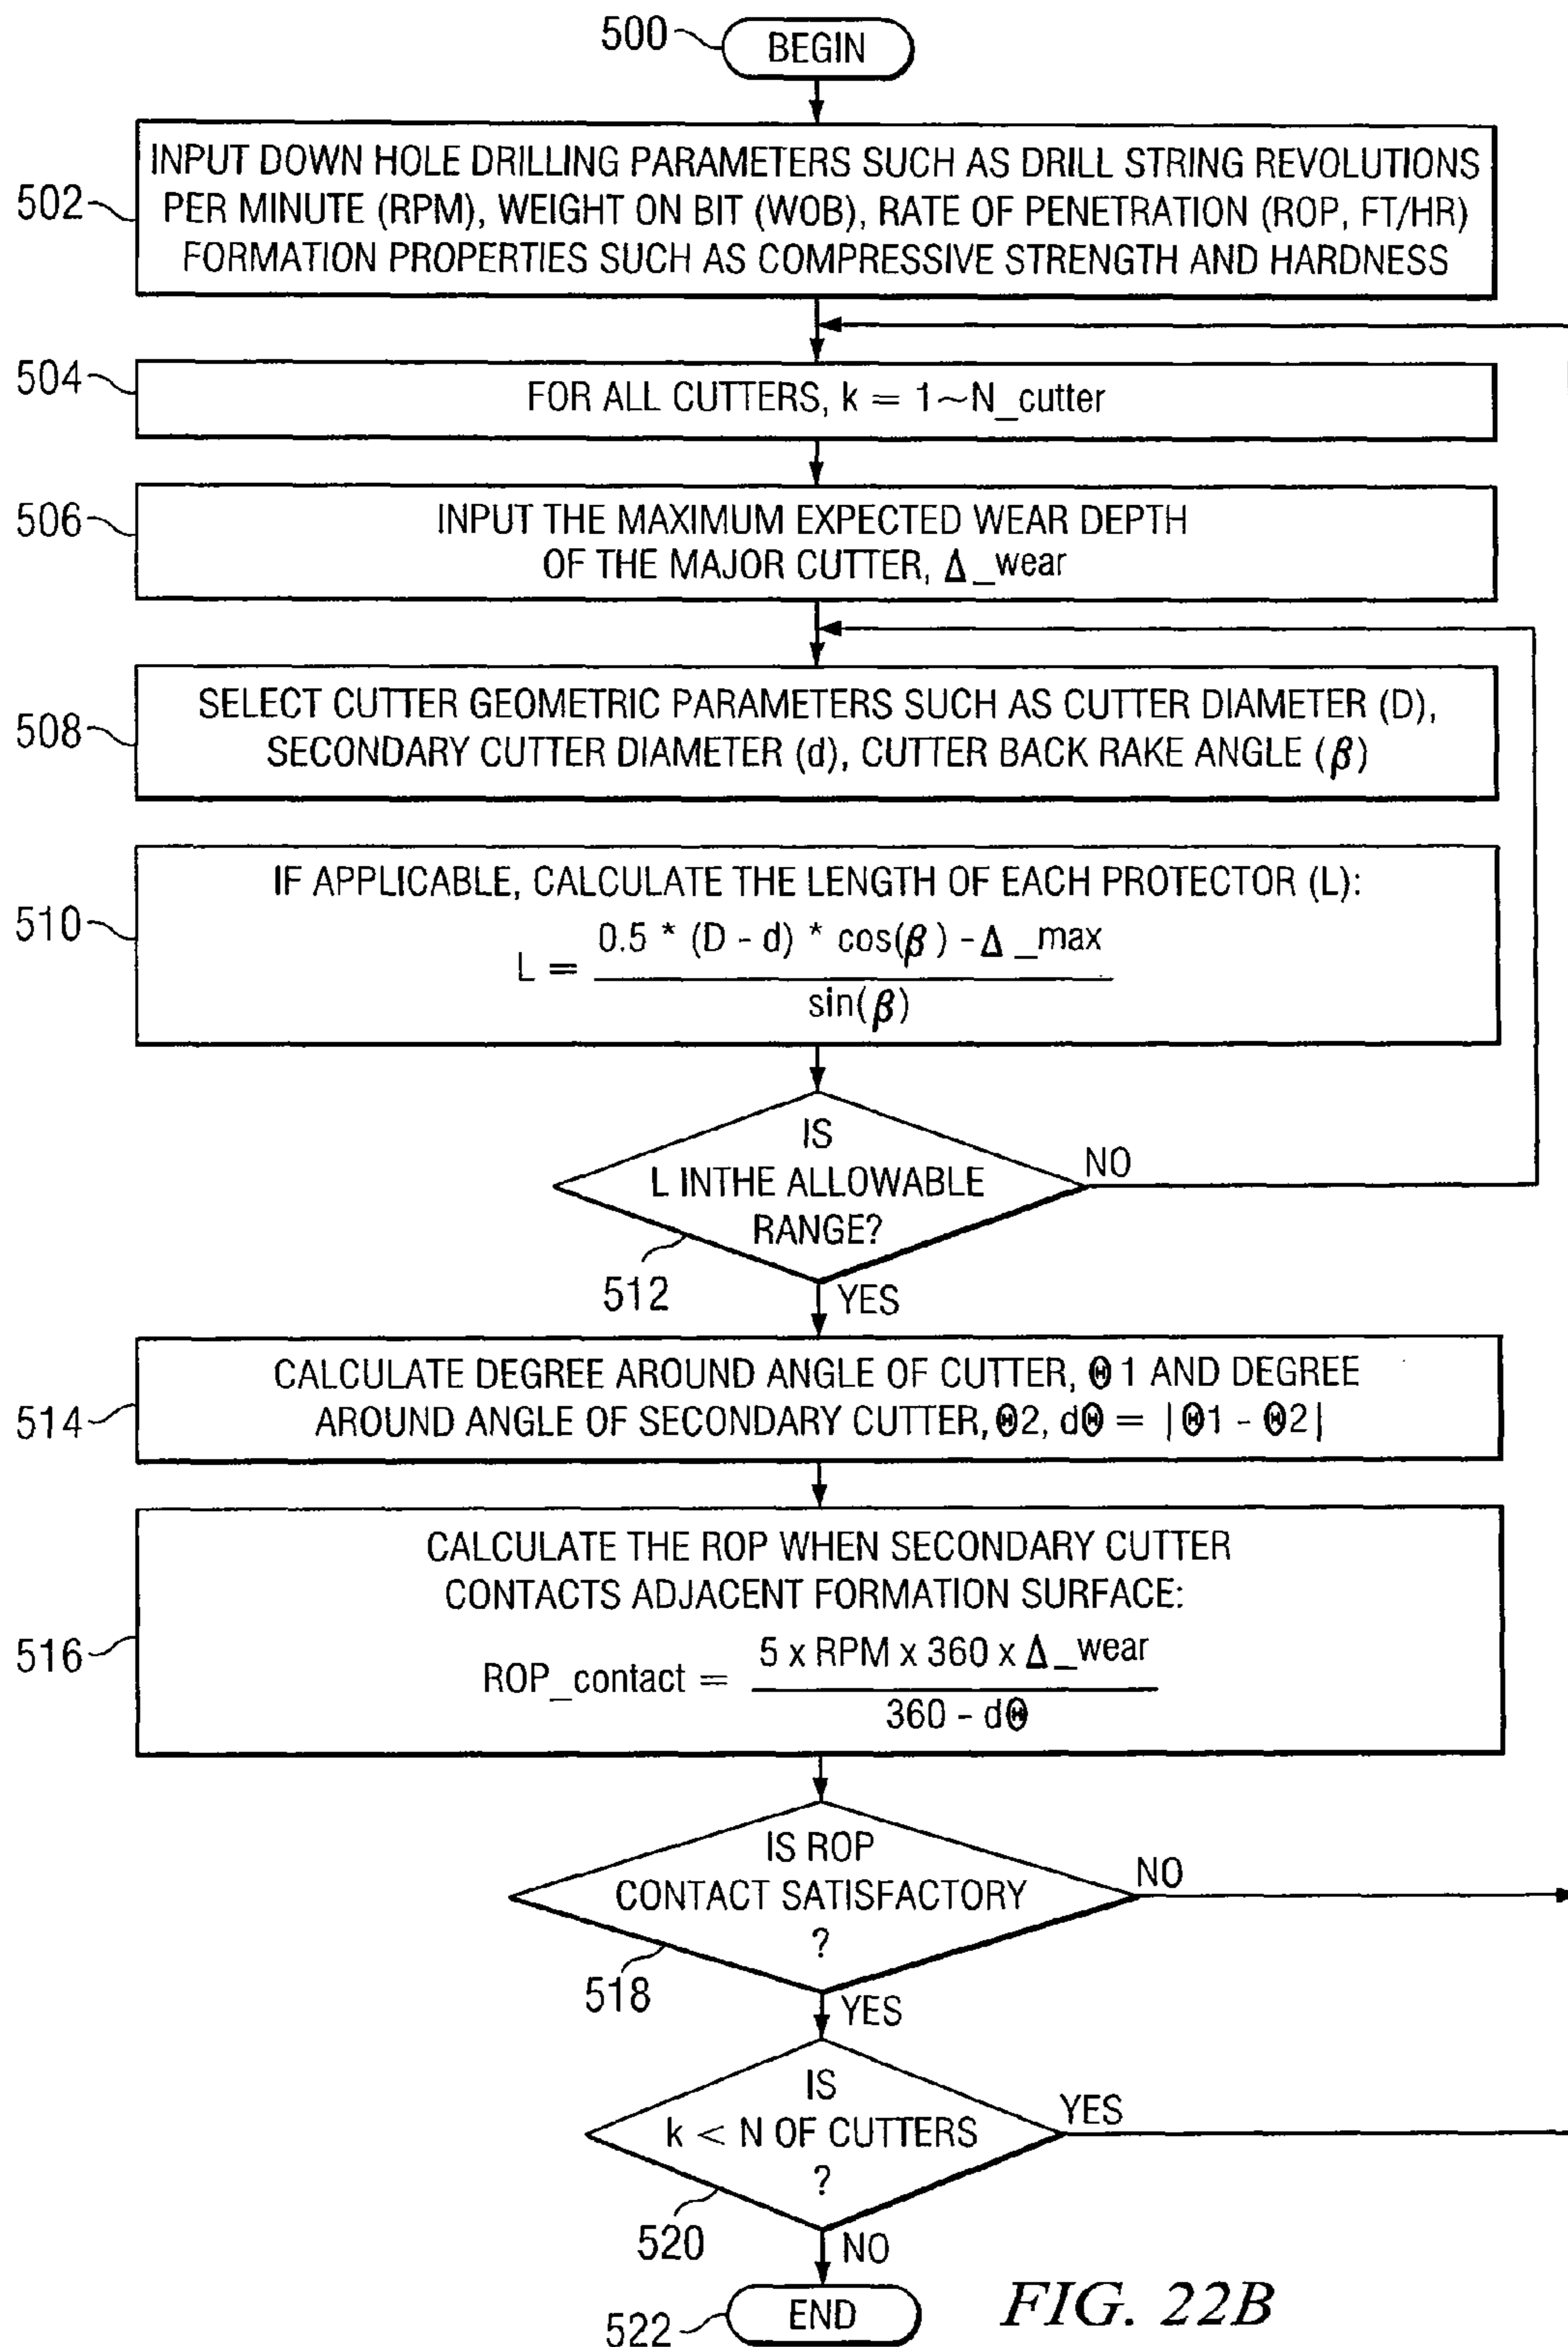 500
BEGIN
502
INPUT DOWN HOLE DRILLING PARAMETERS SUCH AS DRILL STRING REVOLUTIONS
PER MINUTE (RPM), WEIGHT ON BIT (WOB), RATE OF PENETRATION (ROP, FT/HR)
FORMATION PROPERTIES SUCH AS COMPRESSIVE STRENGTH AND HARDNESS
504
FOR ALL CUTTERS, k = 1~N_cutter
506
INPUT THE MAXIMUM EXPECTED WEAR DEPTH
OF THE MAJOR CUTTER, Δ_wear
508
SELECT CUTTER GEOMETRIC PARAMETERS SUCH AS CUTTER DIAMETER (D),
SECONDARY CUTTER DIAMETER (d), CUTTER BACK RAKE ANGLE (β)
510
IF APPLICABLE, CALCULATE THE LENGTH OF EACH PROTECTOR (L):
0.5 * (D - d) * cos(β) - Δ_max
L =
sin(β)
IS
L INTHE ALLOWABLE
RANGE?
NO
512
YES
514
CALCULATE DEGREE AROUND ANGLE OF CUTTER, Θ1 AND DEGREE
AROUND ANGLE OF SECONDARY CUTTER, Θ2, dΘ = |Θ1 - Θ2|
516
CALCULATE THE ROP WHEN SECONDARY CUTTER
CONTACTS ADJACENT FORMATION SURFACE:
5 x RPM x 360 x Δ_wear
ROP_contact =
360 - dΘ
IS ROP
CONTACT SATISFACTORY
?
NO
518
YES
IS
k < N OF CUTTERS
?
YES
520
NO
522
END
FIG. 22B